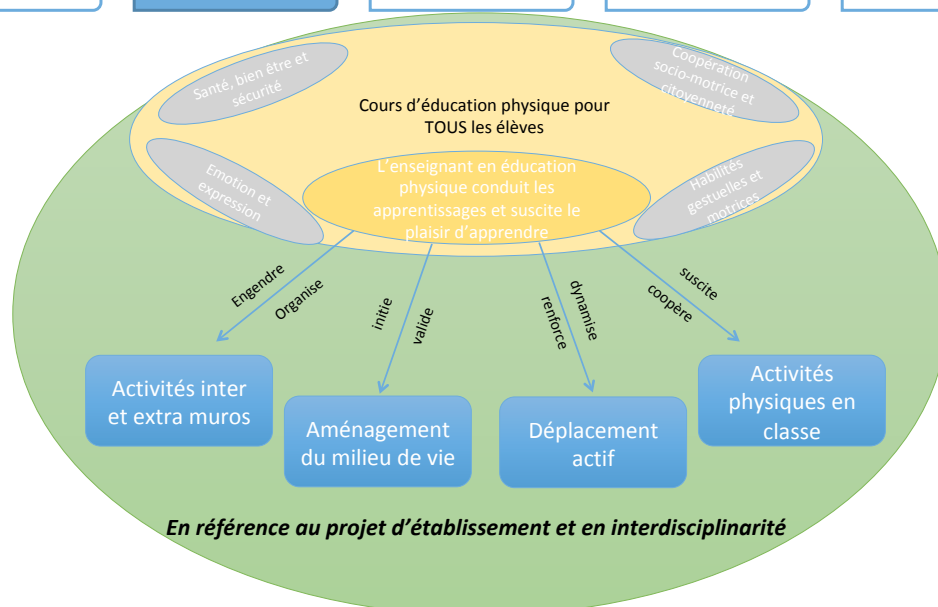 Santé, bien être et
sécurité
Coopération
socio-motrice et
citoyenneté
Cours d'éducation physique pour
TOUS les élèves
Emotion et
expression
L'enseignant en éducation
physique conduit les
apprentissages et suscite le
plaisir d'apprendre
Habilités
gestuelles et
motrices
Engendre
Organise
initie
valide
dynamise
renforce
suscite
coopère
Activités inter
et extra muros
Aménagement
du milieu de vie
Déplacement
actif
Activités
physiques en
classe
En référence au projet d'établissement et en interdisciplinarité